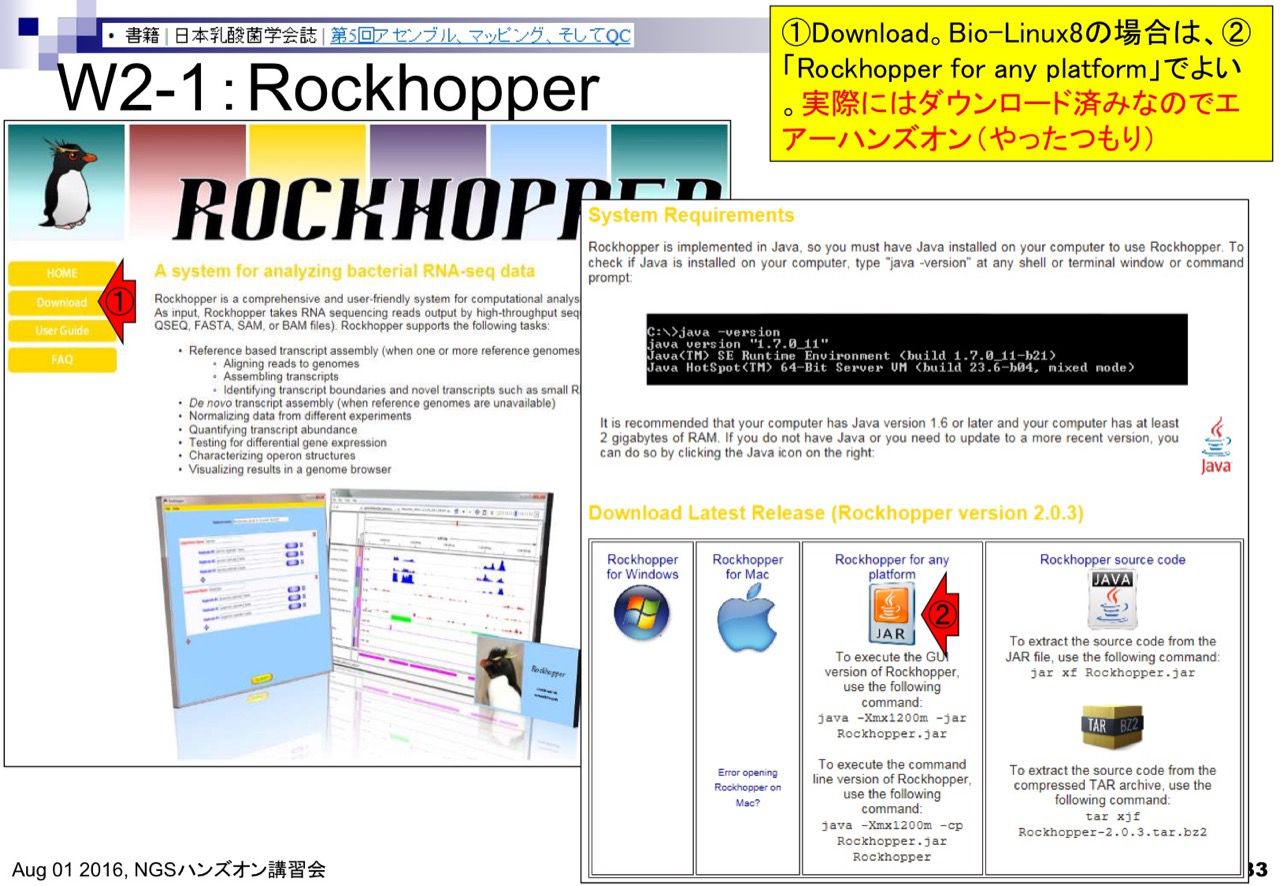 • 書籍 | 日本乳酸菌学会誌 | 第5回アセンブル、マッピング、そしてQC
W2-1：Rockhopper
①Download。Bio-Linux8の場合は、②
「Rockhopper for any platform」でよい
。実際にはダウンロード済みなのでエ
アーハンズオン（やったつもり）
ROCKHOPPER
HOME
Download
User Guide
FAQ
①
A system for analyzing bacterial RNA-seq data
Rockhopper is a comprehensive and user-friendly system for computational analys
As input, Rockhopper takes RNA sequencing reads output by high-throughput seq
QSEQ, FASTA, SAM, or BAM files). Rockhopper supports the following tasks:
• Reference based transcript assembly (when one or more reference genomes
◦ Aligning reads to genomes
◦ Assembling transcripts
◦ Identifying transcript boundaries and novel transcripts such as small R
• De novo transcript assembly (when reference genomes are unavailable)
• Normalizing data from different experiments
• Quantifying transcript abundance
• Testing for differential gene expression
• Characterizing operon structures
• Visualizing results in a genome browser
Rockhopper
System Requirements
Rockhopper is implemented in Java, so you must have Java installed on your computer to use Rockhopper. To
check if Java is installed on your computer, type "java -version" at any shell or terminal window or command
prompt:
C:\>java -version
java version "1.7.0_11"
Java(TM) SE Runtime Environment (build 1.7.0_11-b21)
Java HotSpot(TM) 64-Bit Server VM (build 23.6-b04, mixed mode)
It is recommended that your computer has Java version 1.6 or later and your computer has at least
2 gigabytes of RAM. If you do not have Java or you need to update to a more recent version, you
can do so by clicking the Java icon on the right:
Java
Download Latest Release (Rockhopper version 2.0.3)
Rockhopper
for Windows
Rockhopper
for Mac
Error opening
Rockhopper on
Mac?
Rockhopper for any
platform
JAR
②
To execute the GUI
version of Rockhopper,
use the following
command:
java -Xmx1200m -jar
Rockhopper.jar
To execute the command
line version of Rockhopper,
use the following
command:
java -Xmx1200m -cp
Rockhopper.jar
Rockhopper
Rockhopper source code
JAVA
To extract the source code from the
JAR file, use the following command:
jar xf Rockhopper.jar
TAR BZ2
To extract the source code from the
compressed TAR archive, use the
following command:
tar xjf
Rockhopper-2.0.3.tar.bz2
Aug 01 2016, NGSハンズオン講習会
33